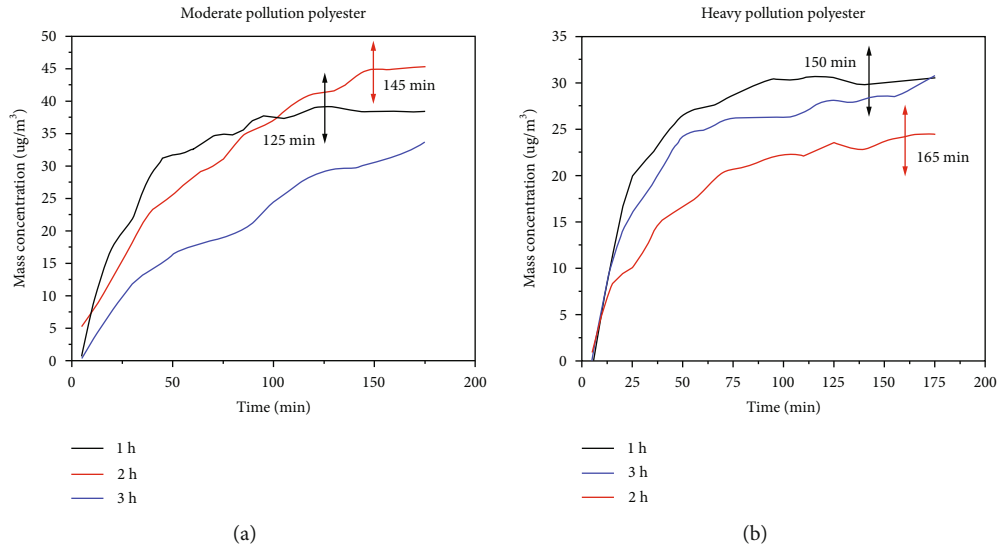 Moderate pollution polyester
50
45
40
35
30
25
20
15
10
5
0
Mass concentration (ug/m³)
145 min
125 min
0
50
100
150
200
Time (min)
1 h
2 h
3 h
(a)
Heavy pollution polyester
35
30
25
20
15
10
5
0
Mass concentration (ug/m³)
150 min
165 min
0
25
50
75
100
125
150
175
200
Time (min)
1 h
3 h
2 h
(b)